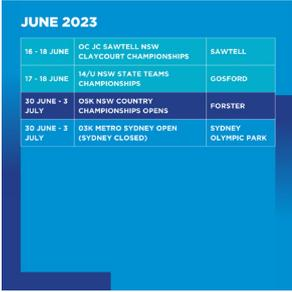 JUNE 2023
16 - 18 JUNE
OC JC SAWTELL NSW
CLAYCOURT CHAMPIONSHIPS
SAWTELL
17 - 18 JUNE
14/U NSW STATE TEAMS
CHAMPIONSHIPS
GOSFORD
30 JUNE - 3
JULY
O5K NSW COUNTRY
CHAMPIONSHIPS OPENS
FORSTER
30 JUNE - 3
JULY
03K METRO SYDNEY OPEN
(SYDNEY CLOSED)
SYDNEY
OLYMPIC PARK